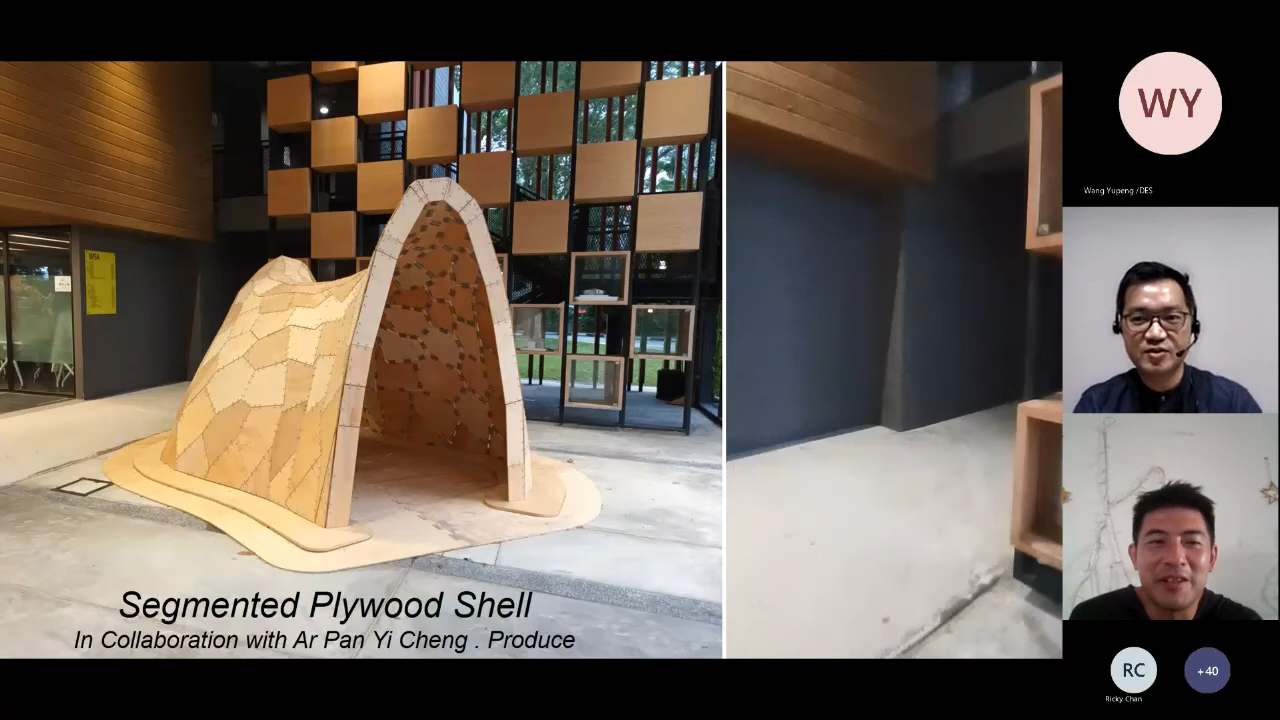 WSA
Segmented Plywood Shell
In Collaboration with Ar Pan Yi Cheng . Produce
WY
Wang Yupeng /DES
RC
Ricky Chan
+40